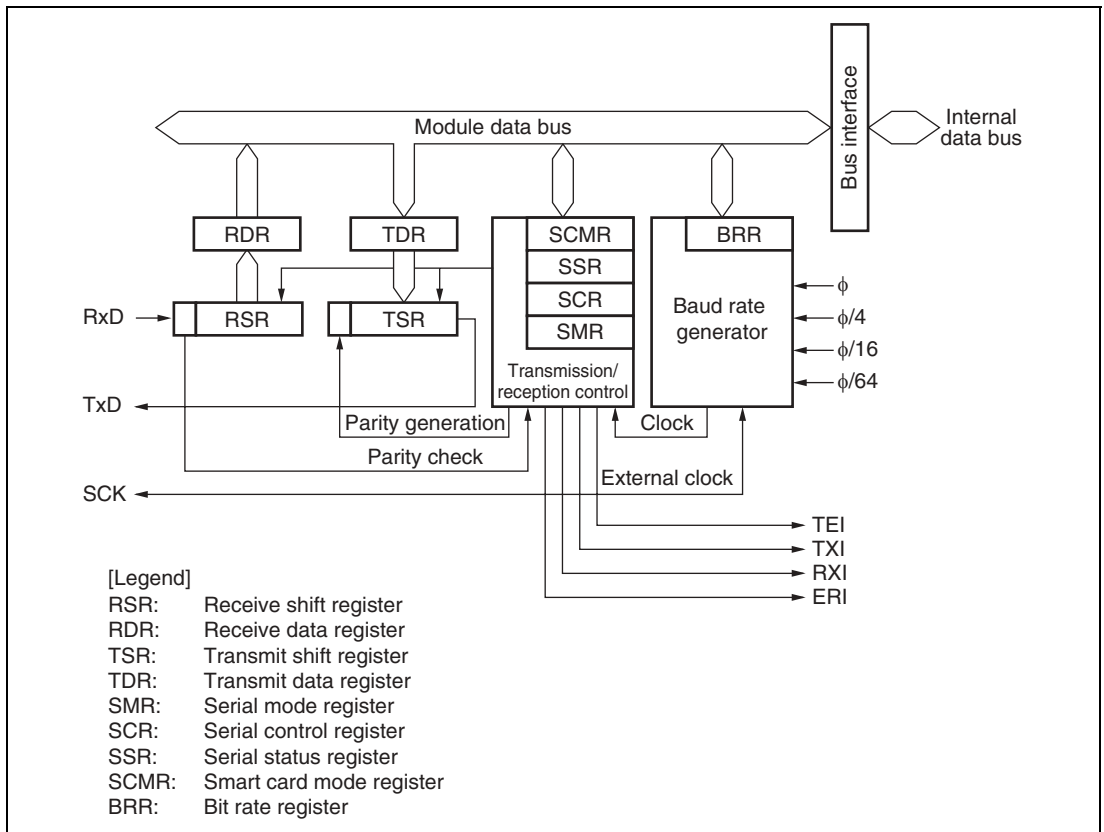 Module data bus
Bus interface
Internal
data bus
RDR
TDR
SCMR
BRR
SSR
SCR
SMR
RxD
RSR
TSR
Baud rate
generator
φ
φ/4
φ/16
φ/64
Transmission/
reception control
TxD
Parity generation
Clock
Parity check
External clock
SCK
TEI
TXI
RXI
ERI
[Legend]
RSR: Receive shift register
RDR: Receive data register
TSR: Transmit shift register
TDR: Transmit data register
SMR: Serial mode register
SCR: Serial control register
SSR: Serial status register
SCMR: Smart card mode register
BRR: Bit rate register